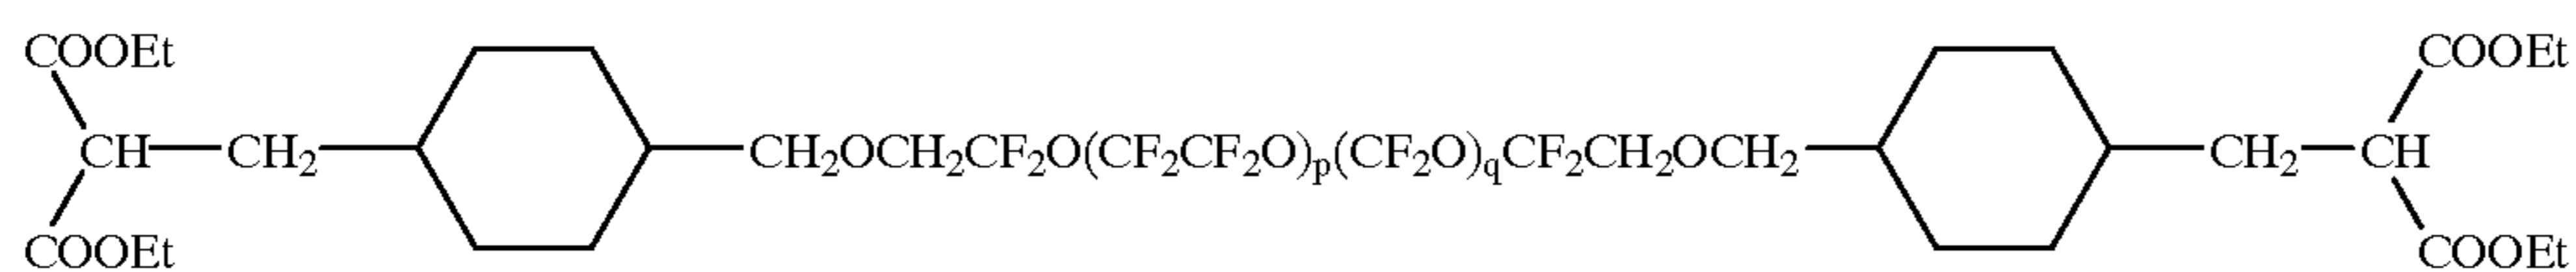 COOEt COOEt
CH CH₂ CH₂OCH₂CF₂O(CF₂CF₂O)ₚ(CF₂O)qCF₂CH₂OCH₂ CH₂ CH
COOEt COOEt